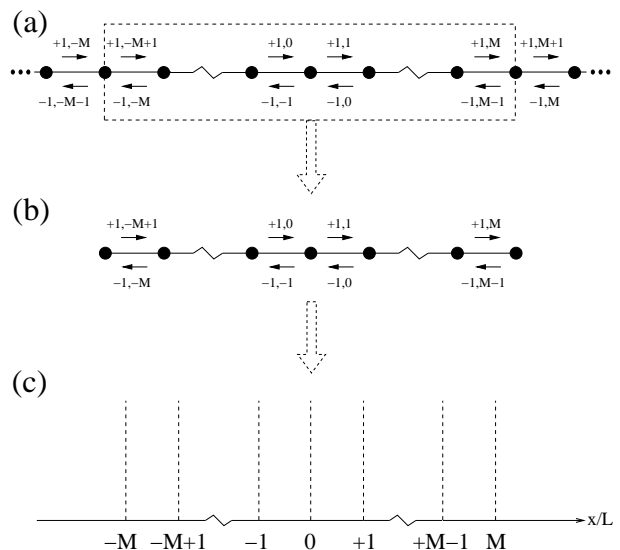 (a)
+1,−M +1,−M+1 +1,0 +1,1 +1,M +1,M+1
−1,−M−1 −1,−M −1,−1 −1,0 −1,M−1 −1,M
(b)
+1,−M+1 +1,0 +1,1 +1,M
−1,−M −1,−1 −1,0 −1,M−1
(c)
x/L
−M −M+1 −1 0 +1 +M−1 M